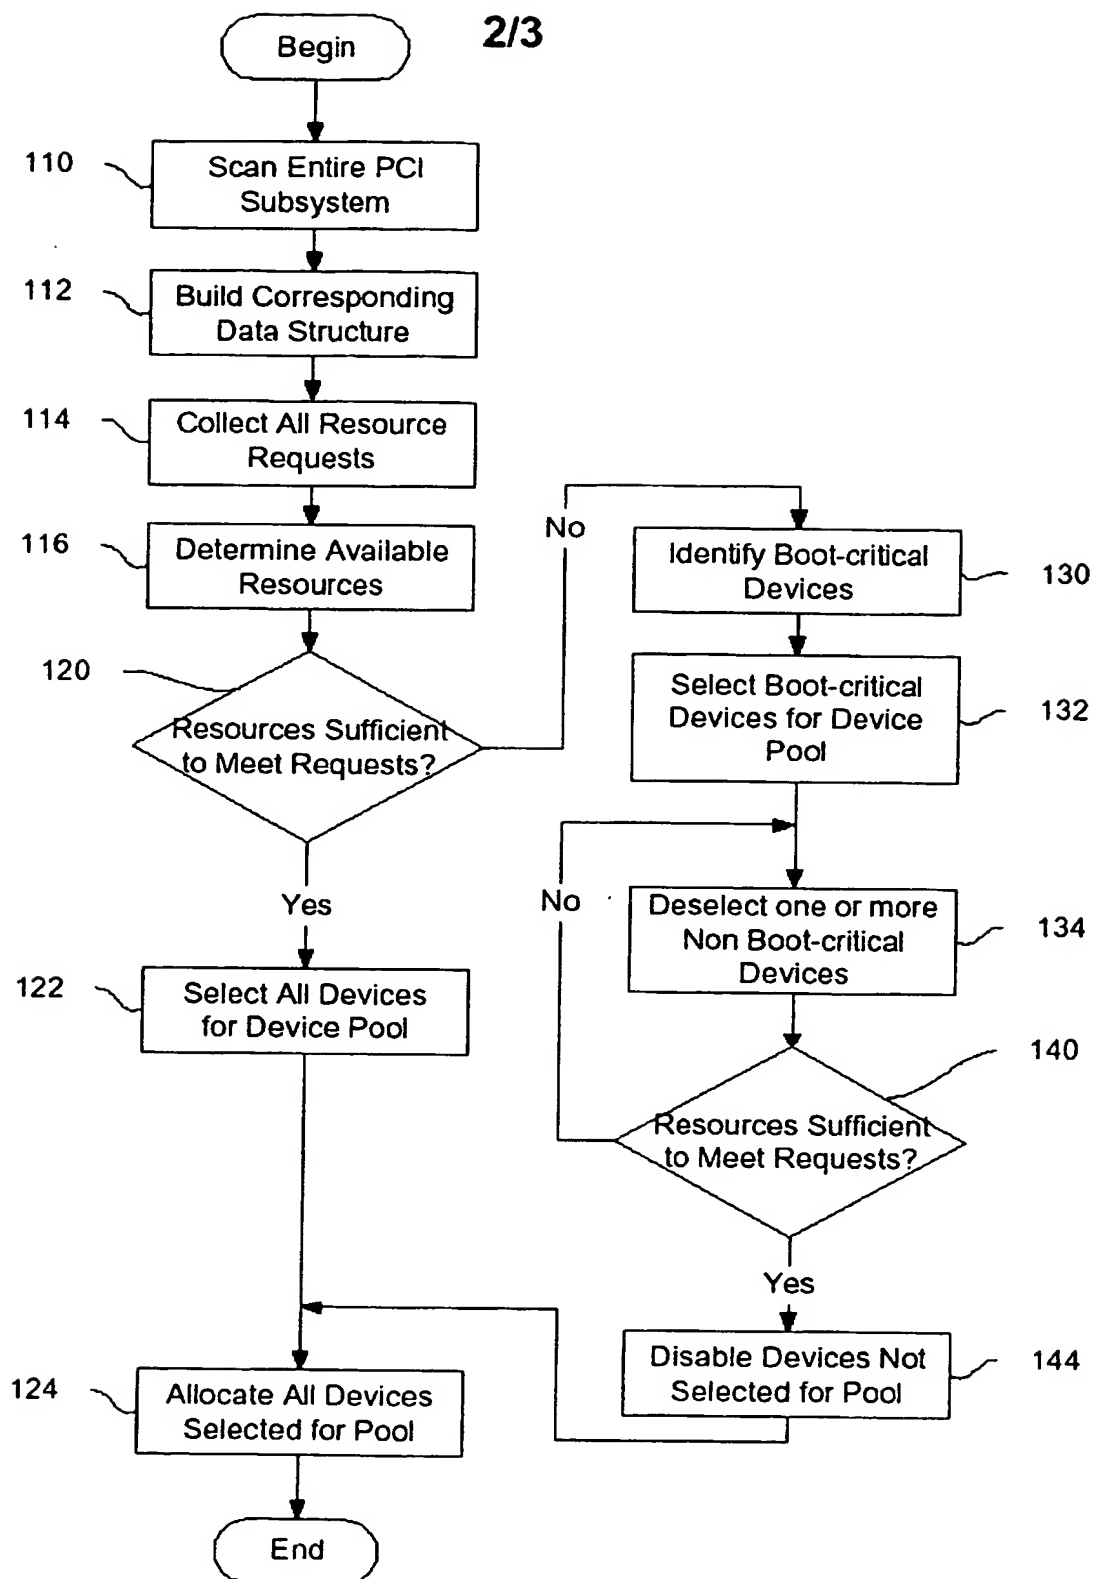 2/3
Begin
110
Scan Entire PCI
Subsystem
112
Build Corresponding
Data Structure
114
Collect All Resource
Requests
116
Determine Available
Resources
120
Resources Sufficient
to Meet Requests?
No
Yes
122
Select All Devices
for Device Pool
124
Allocate All Devices
Selected for Pool
End
Identify Boot-critical
Devices
130
Select Boot-critical
Devices for Device
Pool
132
No
Deselect one or more
Non Boot-critical
Devices
134
140
Resources Sufficient
to Meet Requests?
Yes
Disable Devices Not
Selected for Pool
144